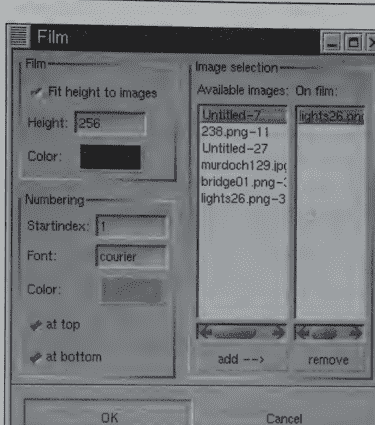 Film
Film
Fit height to images
Height: 256
Color:
Numbering
Startindex: 1
Font: courier
Color:
at top
at bottom
Image selection
Available images: On film:
Untitled-7
238.png-11
Untitled-27
murdoch129.jpg
bridge01.png-
lights26.png-3
lights26.png
add --> remove
OK Cancel